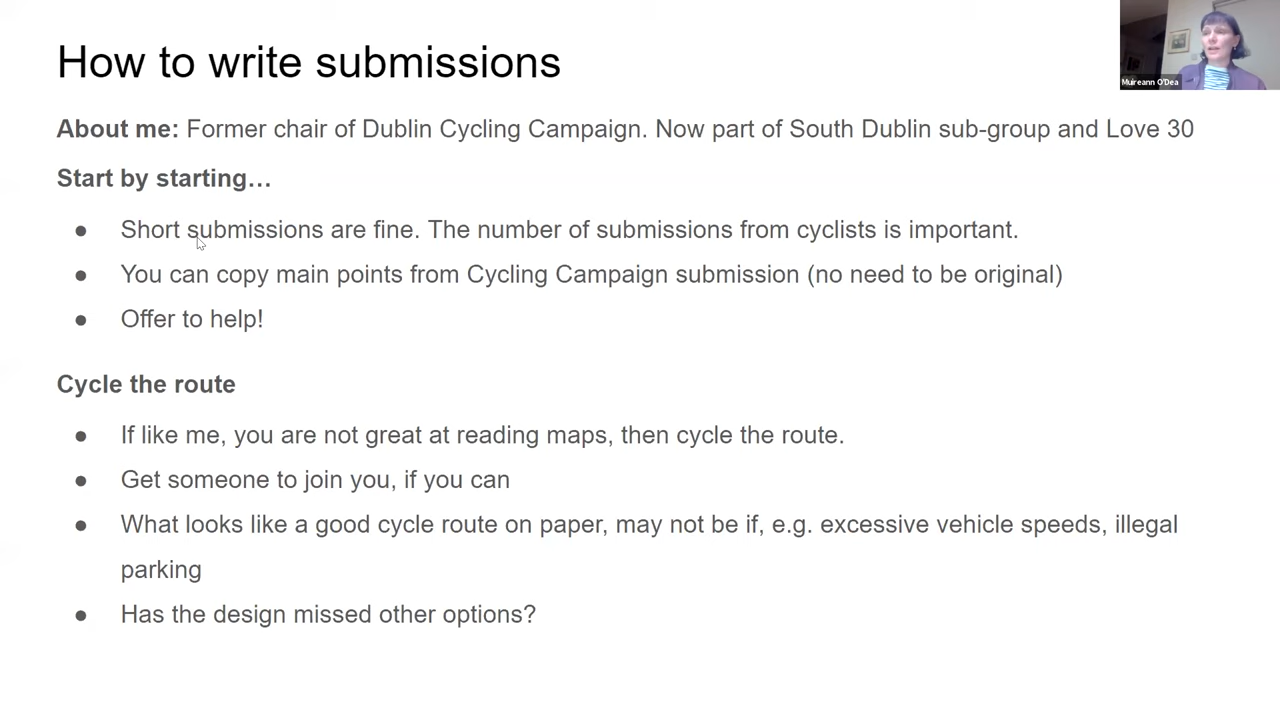 How to write submissions
Muireann O'Dea
About me: Former chair of Dublin Cycling Campaign. Now part of South Dublin sub-group and Love 30
Start by starting…
● Short submissions are fine. The number of submissions from cyclists is important.
● You can copy main points from Cycling Campaign submission (no need to be original)
● Offer to help!
Cycle the route
● If like me, you are not great at reading maps, then cycle the route.
● Get someone to join you, if you can
● What looks like a good cycle route on paper, may not be if, e.g. excessive vehicle speeds, illegal
parking
● Has the design missed other options?